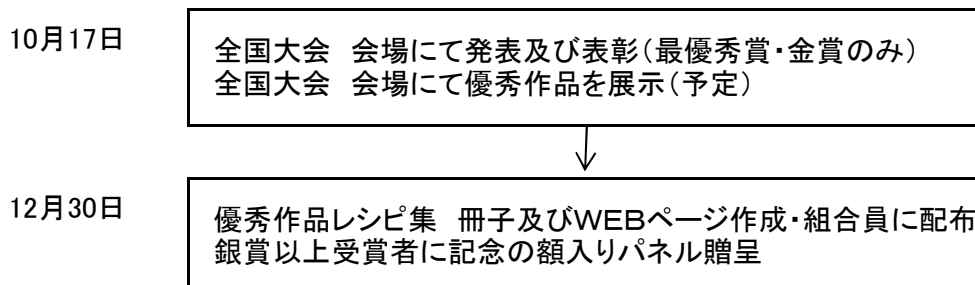 10月17日
全国大会　会場にて発表及び表彰（最優秀賞・金賞のみ）
全国大会　会場にて優秀作品を展示（予定）
12月30日
優秀作品レシピ集　冊子及びＷＥＢページ作成・組合員に配布
銀賞以上受賞者に記念の額入りパネル贈呈